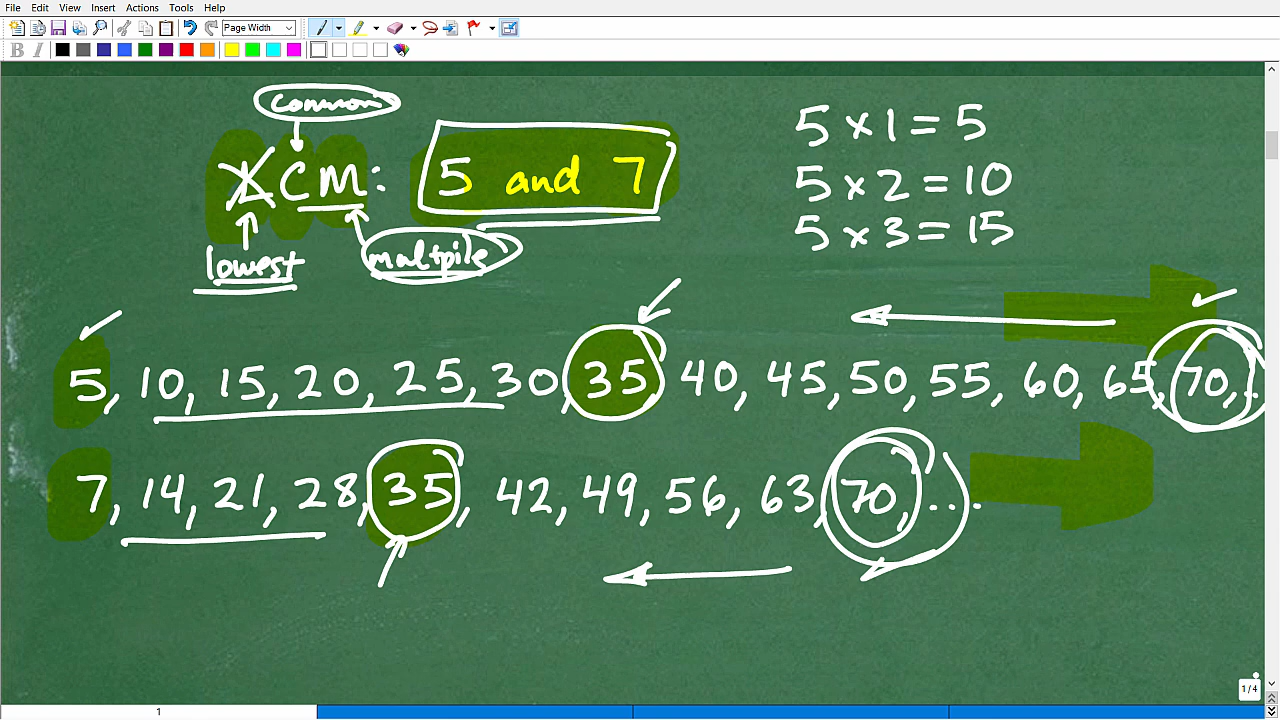 File Edit View Insert Actions Tools Help
Page Width
B I
common
LCM: 5 and 7
lowest
maltpile
5 × 1 = 5
5 × 2 = 10
5 × 3 = 15
5, 10, 15, 20, 25, 30, 35 40, 45, 50, 55, 60, 65, 70, ..
7, 14, 21, 28, 35, 42, 49, 56, 63, 70, ...
1/4
1